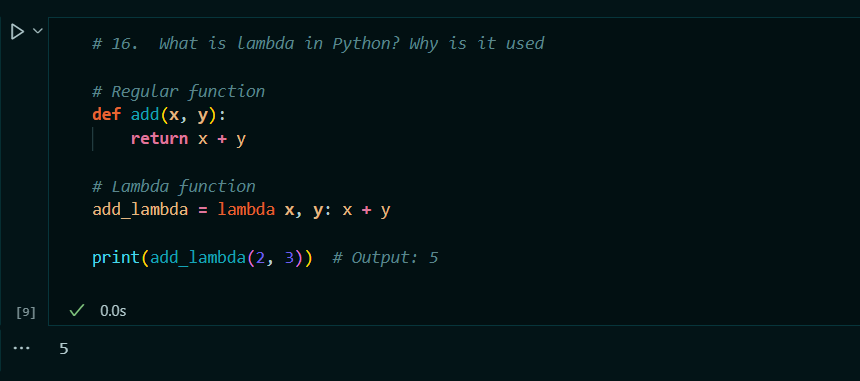 # 16.  What is lambda in Python? Why is it used
# Regular function
def add(x, y):
    return x + y
# Lambda function
add_lambda = lambda x, y: x + y
print(add_lambda(2, 3))  # Output: 5
[9]
0.0s
... 5